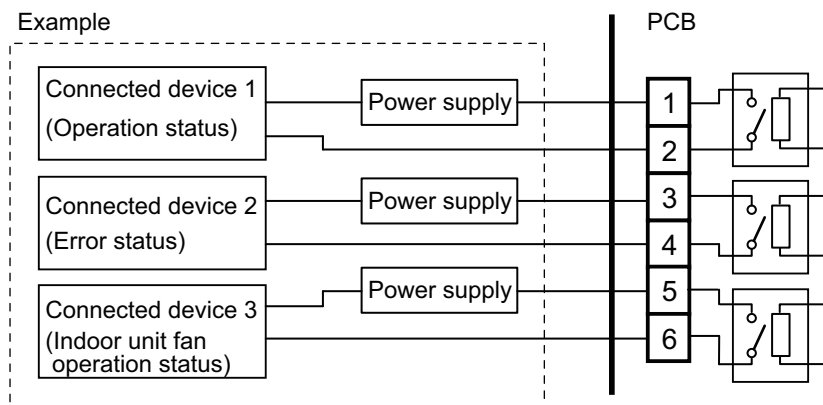 Example
PCB
Connected device 1
(Operation status)
Power supply
1
2
Connected device 2
(Error status)
Power supply
3
4
Connected device 3
(Indoor unit fan
operation status)
Power supply
5
6